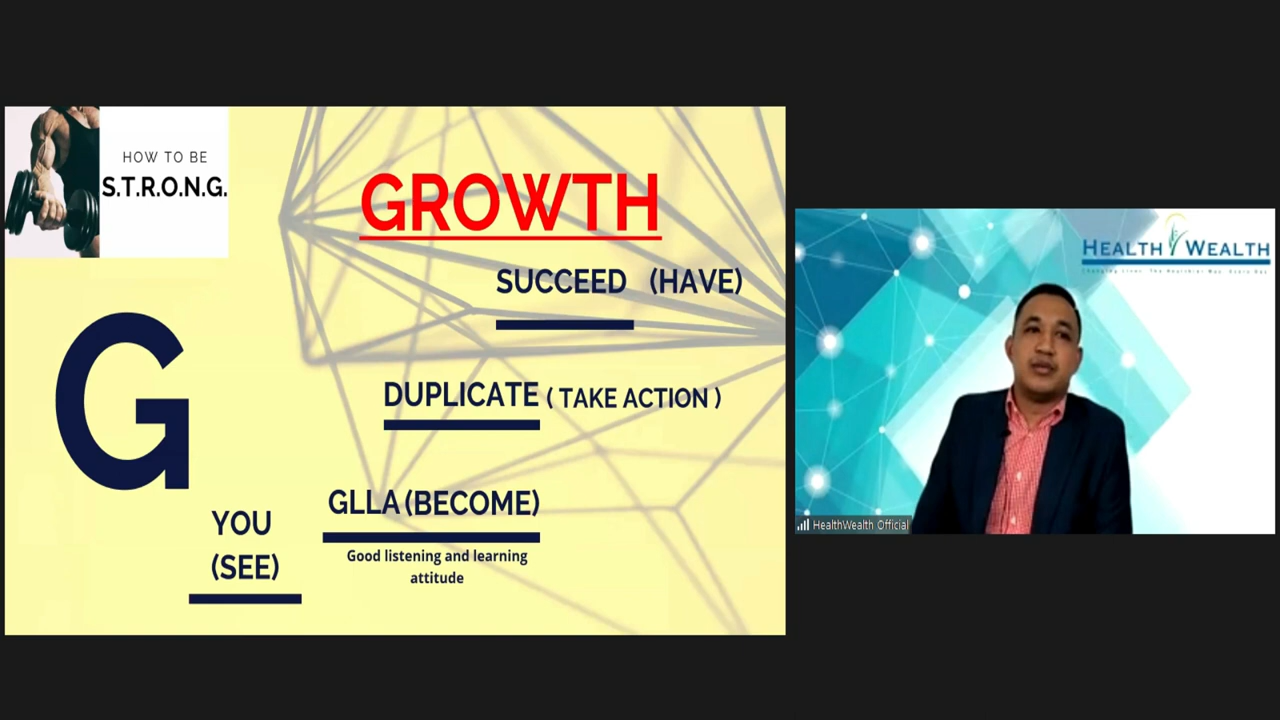 HOW TO BE
S.T.R.O.N.G.
GROWTH
SUCCEED (HAVE)
DUPLICATE ( TAKE ACTION )
G
GLLA (BECOME)
Good listening and learning
attitude
YOU
(SEE)
HEALTH WEALTH
HealthWealth Official